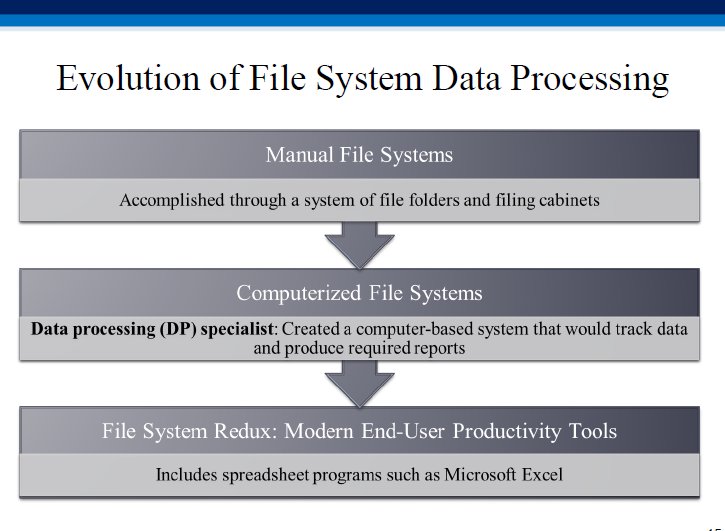 Evolution of File System Data Processing
Manual File Systems
Accomplished through a system of file folders and filing cabinets
Computerized File Systems
Data processing (DP) specialist: Created a computer-based system that would track data
and produce required reports
File System Redux: Modern End-User Productivity Tools
Includes spreadsheet programs such as Microsoft Excel